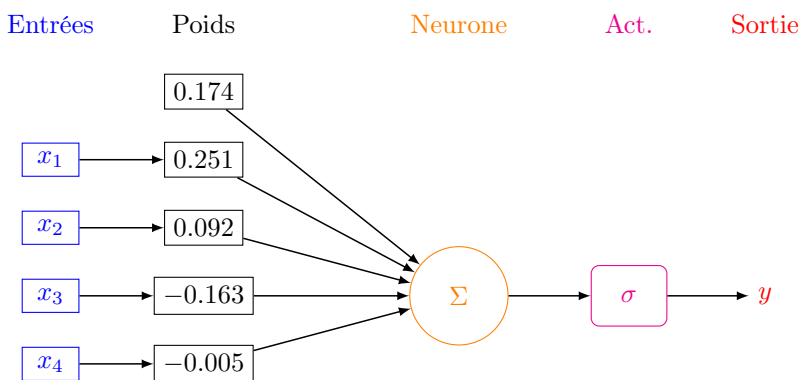 Entrées Poids Neurone Act. Sortie
0.174
x₁ 0.251
x₂ 0.092
x₃ −0.163 Σ σ y
x₄ −0.005